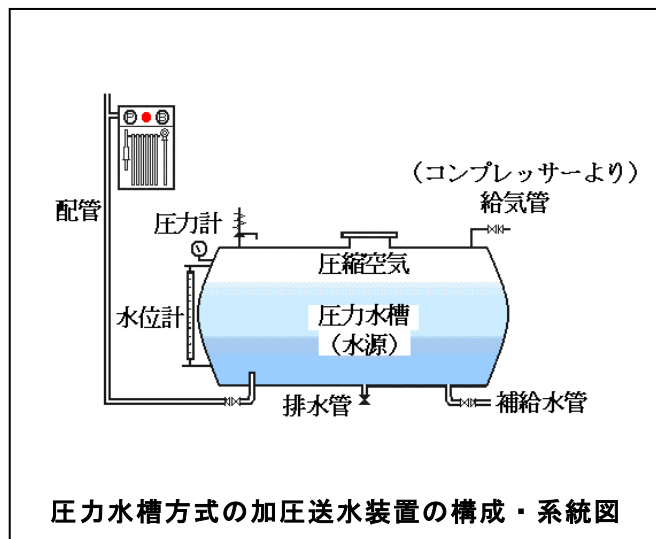 P B
（コンプレッサーより）
給気管
配管
圧力計
圧縮空気
水位計
圧力水槽
（水源）
排水管
補給水管
圧力水槽方式の加圧送水装置の構成・系統図